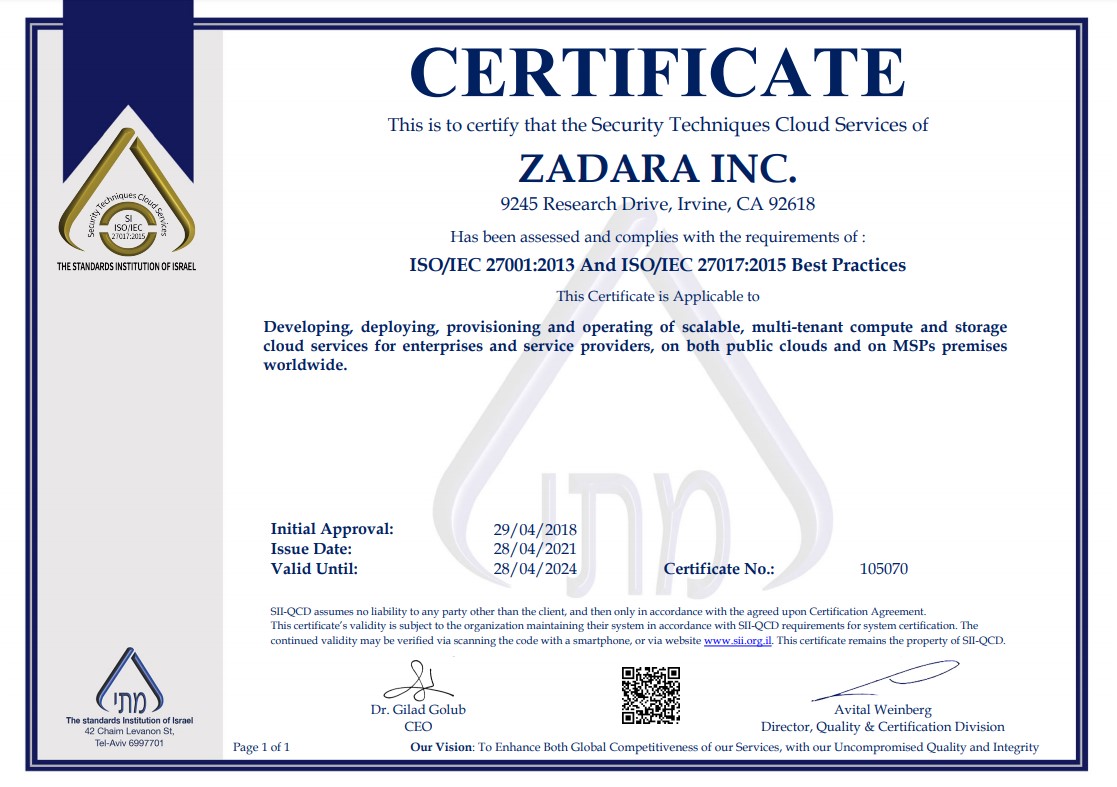 CERTIFICATE
This is to certify that the Security Techniques Cloud Services of
ZADARA INC.
9245 Research Drive, Irvine, CA 92618
Has been assessed and complies with the requirements of :
ISO/IEC 27001:2013 And ISO/IEC 27017:2015 Best Practices
This Certificate is Applicable to
Developing, deploying, provisioning and operating of scalable, multi-tenant compute and storage
cloud services for enterprises and service providers, on both public clouds and on MSPs premises
worldwide.
Security Techniques Cloud Services
SI
ISO/IEC
27017:2015
THE STANDARDS INSTITUTION OF ISRAEL
מתי
Initial Approval: 29/04/2018
Issue Date: 28/04/2021
Valid Until: 28/04/2024 Certificate No.: 105070
SII-QCD assumes no liability to any party other than the client, and then only in accordance with the agreed upon Certification Agreement.
This certificate's validity is subject to the organization maintaining their system in accordance with SII-QCD requirements for system certification. The
continued validity may be verified via scanning the code with a smartphone, or via website www.sii.org.il. This certificate remains the property of SII-QCD.
Dr. Gilad Golub
CEO
Avital Weinberg
Director, Quality & Certification Division
מתי
The standards Institution of Israel
42 Chaim Levanon St,
Tel-Aviv 6997701
Page 1 of 1
Our Vision: To Enhance Both Global Competitiveness of our Services, with our Uncompromised Quality and Integrity